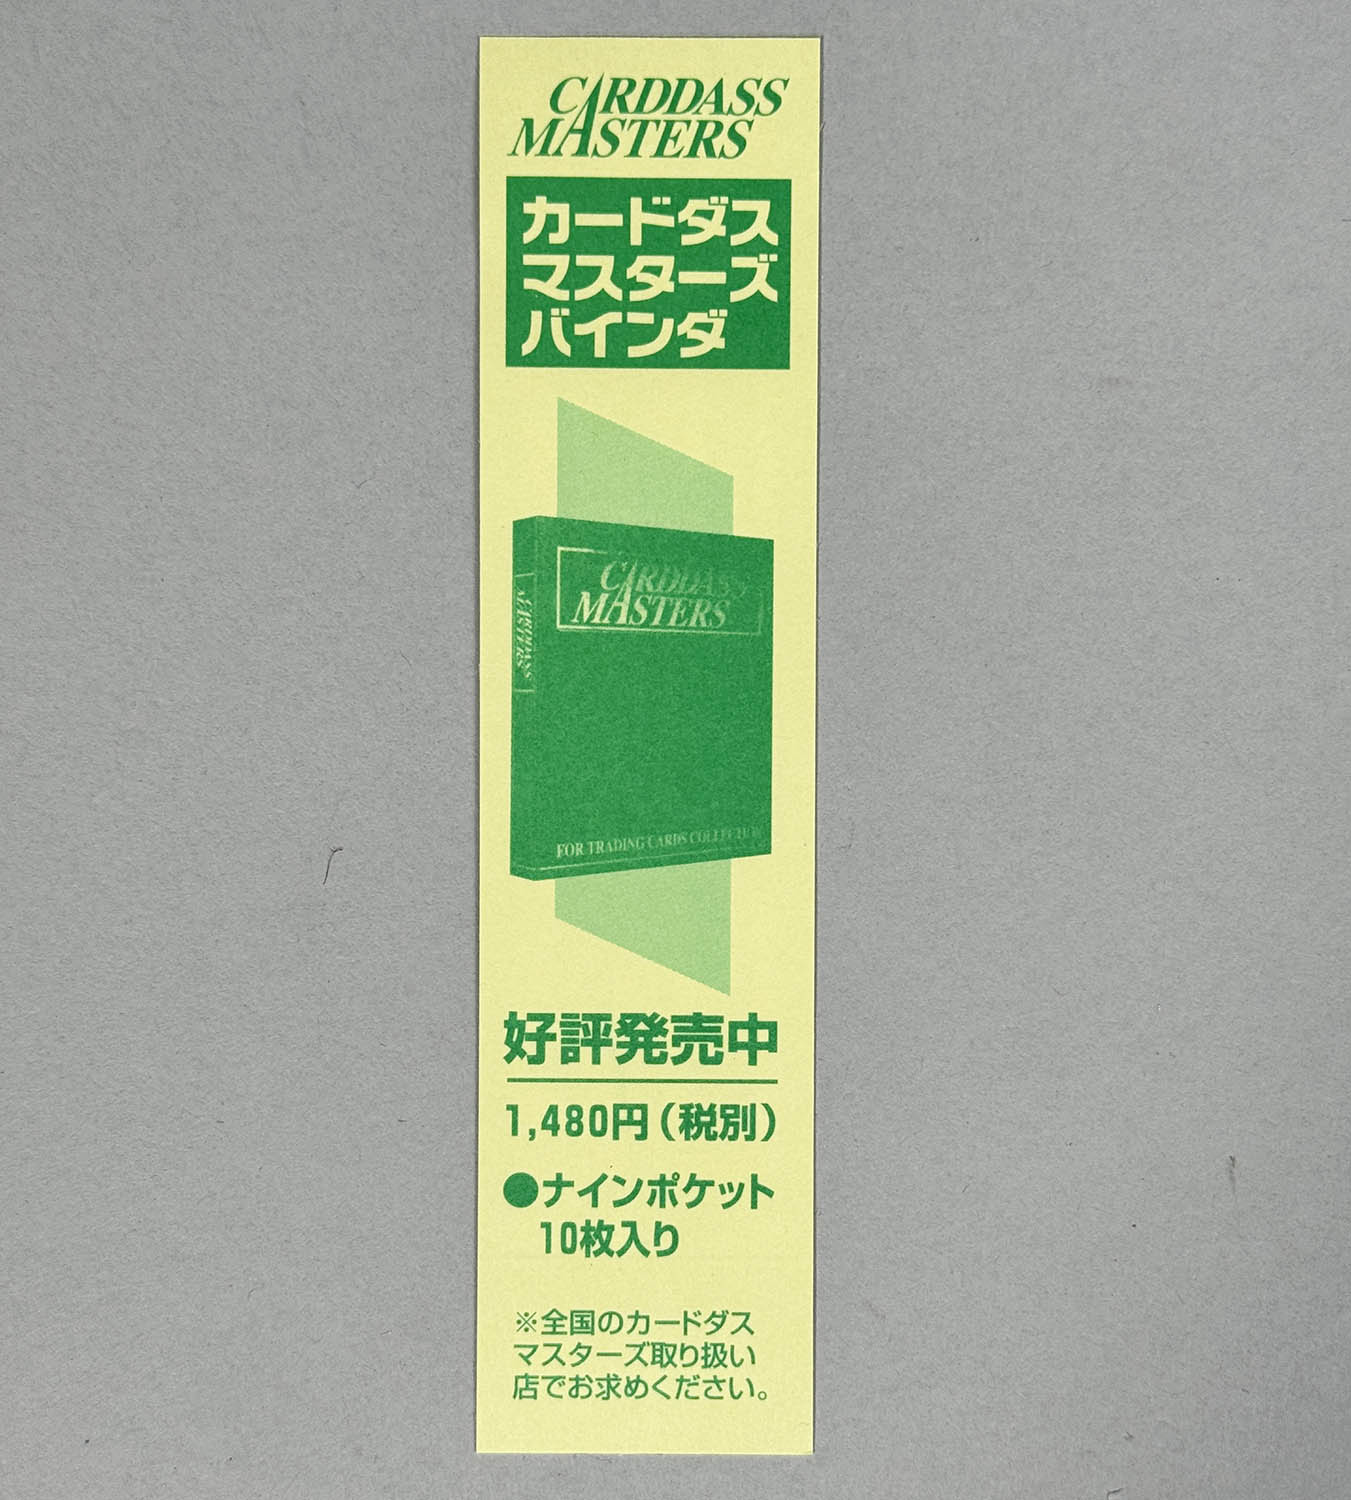 CARDDASS
MASTERS
カードダス
マスターズ
バインダ
CARDDASS
MASTERS
CARDDASS
MASTERS
FOR TRADING CARDS COLLECTION
好評発売中
1,480円(税別)
●ナインポケット
10枚入り
※全国のカードダス
マスターズ取り扱い
店でお求めください。